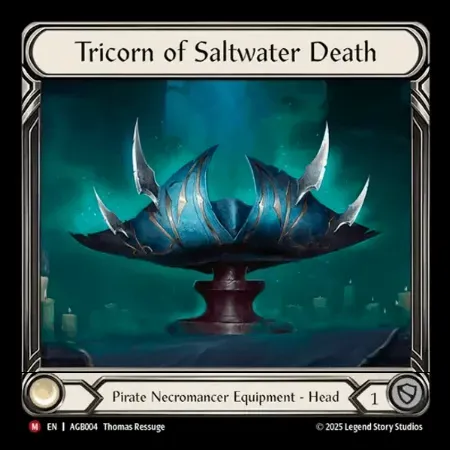 Tricorn of Saltwater Death
Pirate Necromancer Equipment - Head 1
M EN | AGB004 Thomas Ressuge © 2025 Legend Story Studios